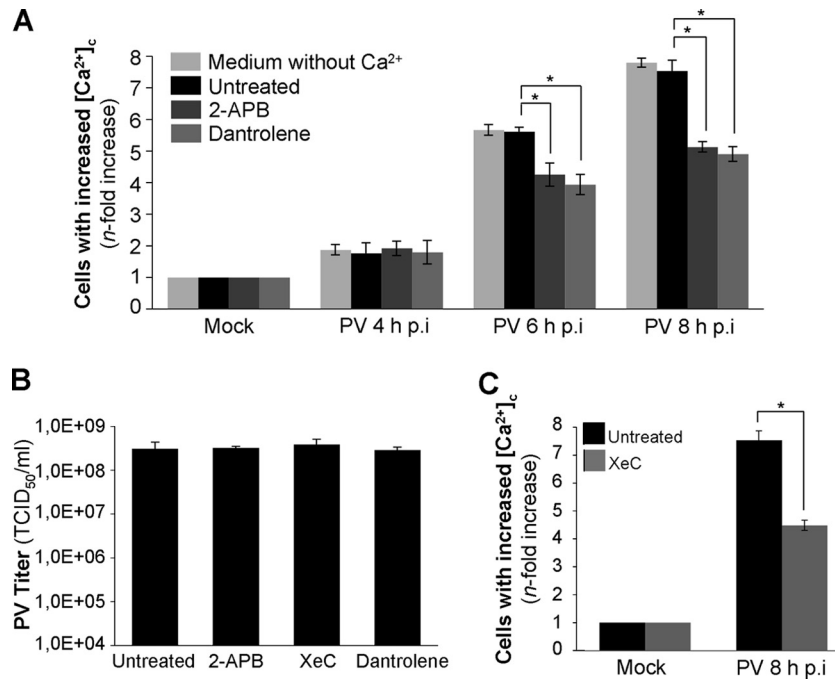 A
Cells with increased [Ca²⁺]c
(n-fold increase)
8
7
6
5
4
3
2
1
0
Medium without Ca²⁺
Untreated
2-APB
Dantrolene
*
*
*
*
Mock
PV 4 h p.i
PV 6 h p.i
PV 8 h p.i
B
PV Titer (TCID₅₀/ml)
1,0E+09
1,0E+08
1,0E+07
1,0E+06
1,0E+05
1,0E+04
Untreated
2-APB
XeC
Dantrolene
C
Cells with increased [Ca²⁺]c
(n-fold increase)
8
7
6
5
4
3
2
1
0
Untreated
XeC
*
Mock
PV 8 h p.i